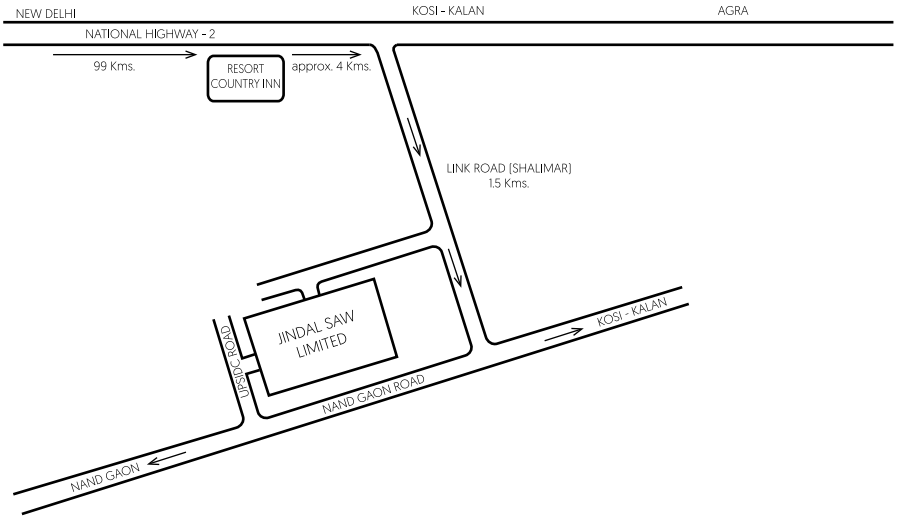 NEW DELHI
KOSI - KALAN
AGRA
NATIONAL HIGHWAY - 2
99 Kms.
RESORT
COUNTRY INN
approx. 4 Kms.
LINK ROAD (SHALIMAR)
1.5 Kms.
JINDAL SAW
LIMITED
KOSI - KALAN
UPSIDC ROAD
NAND GAON ROAD
NAND GAON